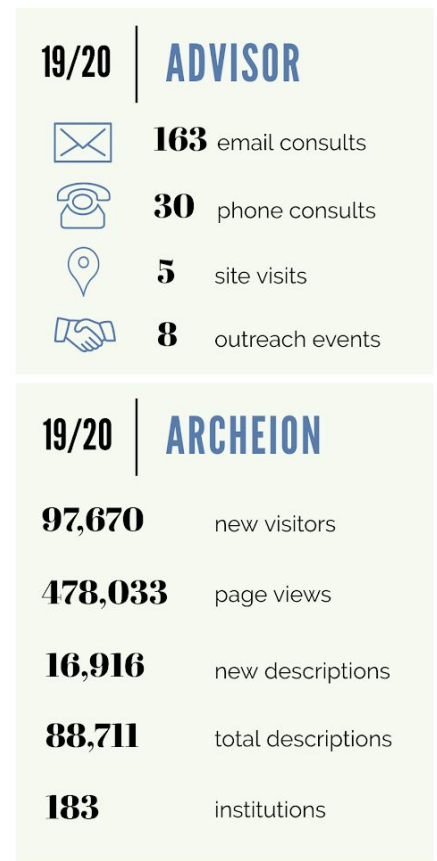 19/20 ADVISOR
163 email consults
30 phone consults
5 site visits
8 outreach events
19/20 ARCHEION
97,670 new visitors
478,033 page views
16,916 new descriptions
88,711 total descriptions
183 institutions